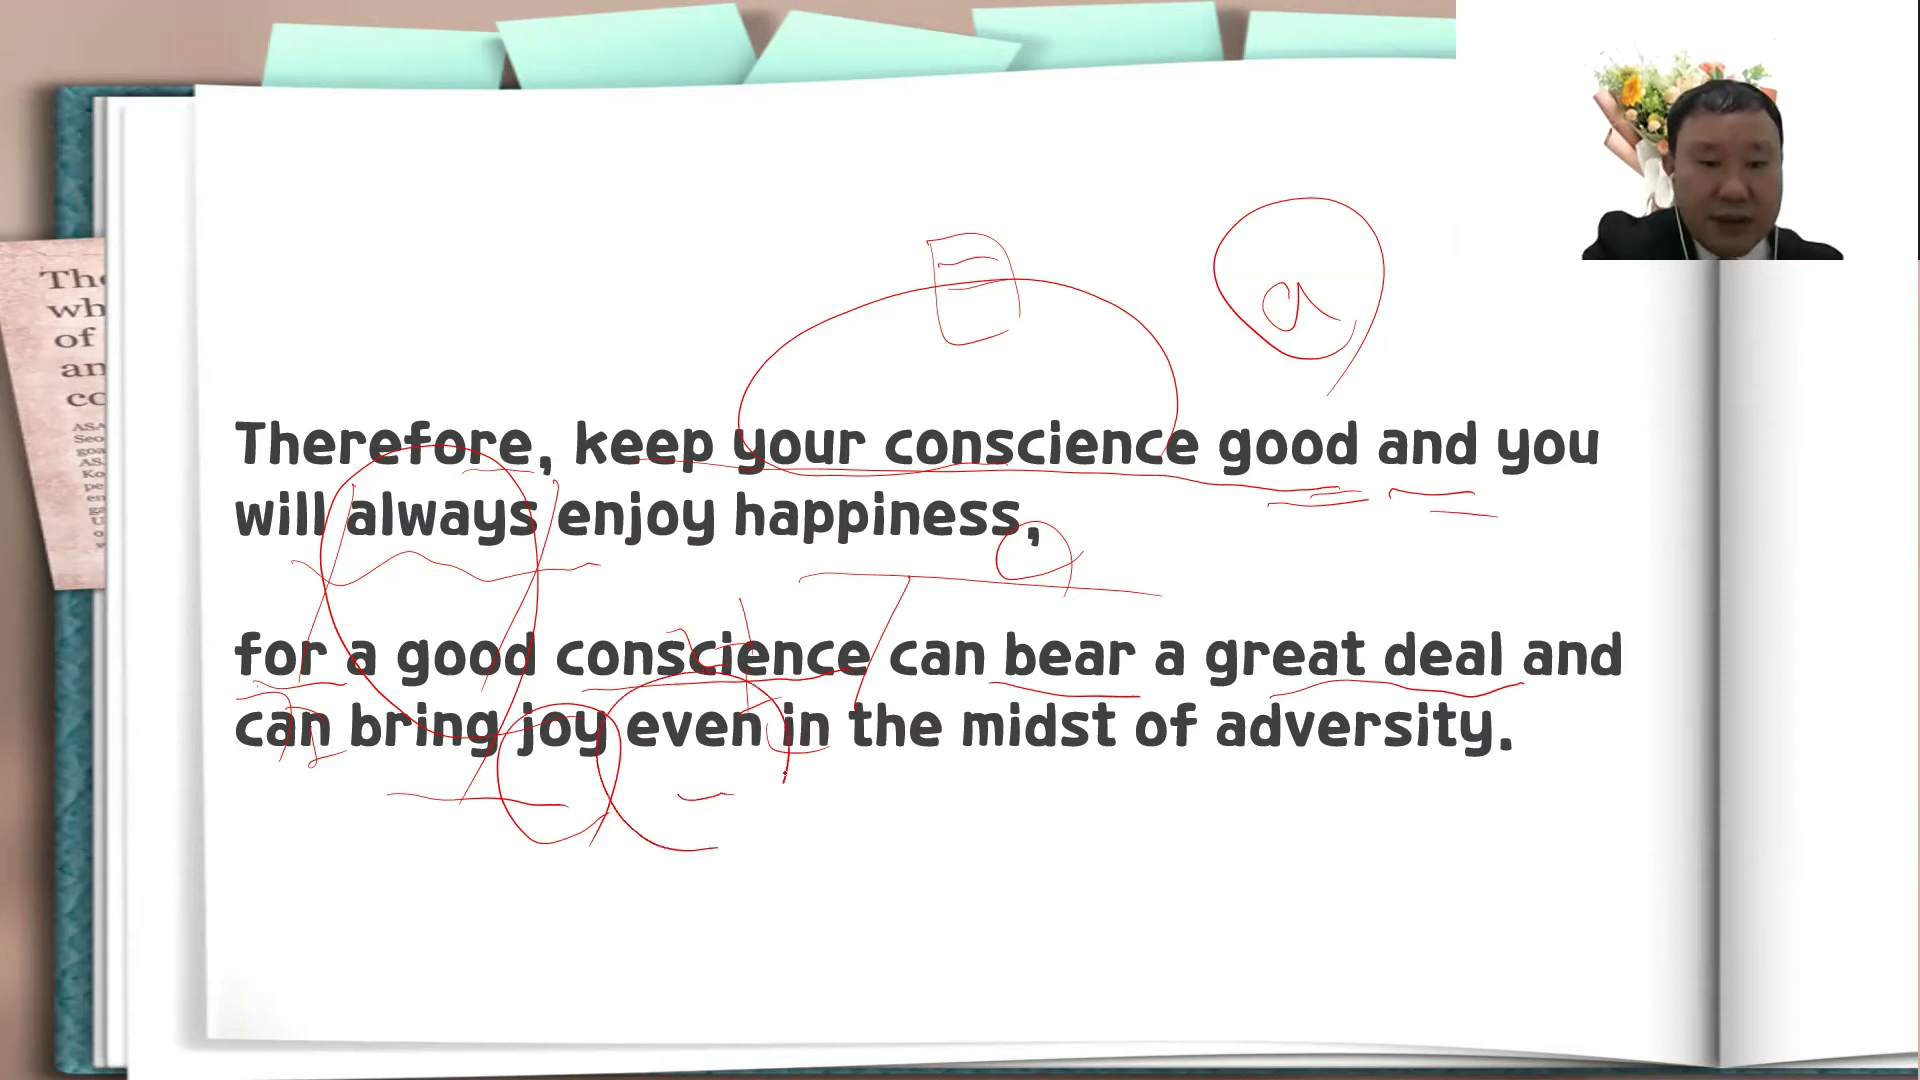 Therefore, keep your conscience good and you
will always enjoy happiness,
for a good conscience can bear a great deal and
can bring joy even in the midst of adversity.
a
of